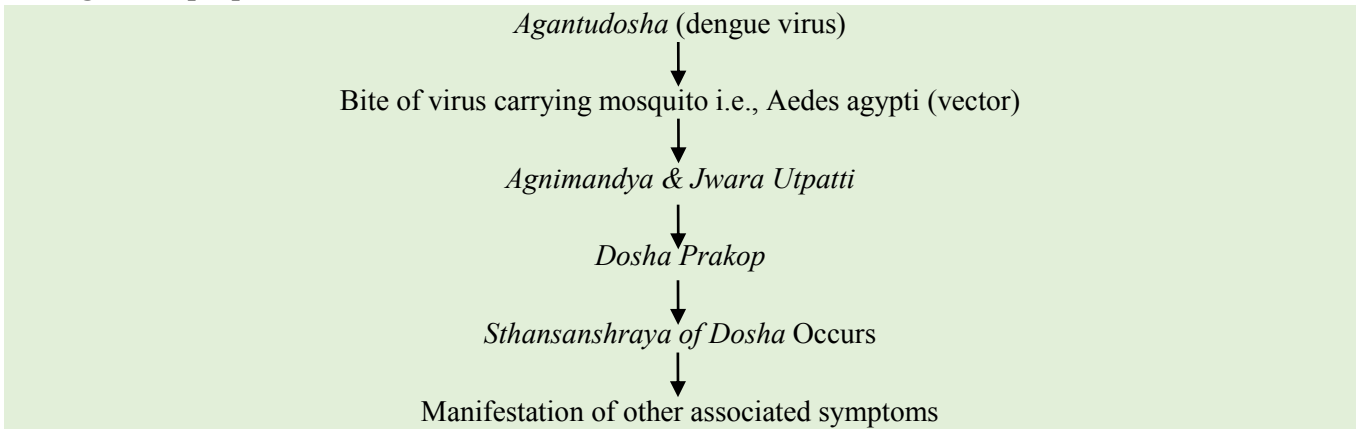 Agantudosha (dengue virus)
Bite of virus carrying mosquito i.e., Aedes agypti (vector)
Agnimandya & Jwara Utpatti
Dosha Prakop
Sthansanshraya of Dosha Occurs
Manifestation of other associated symptoms